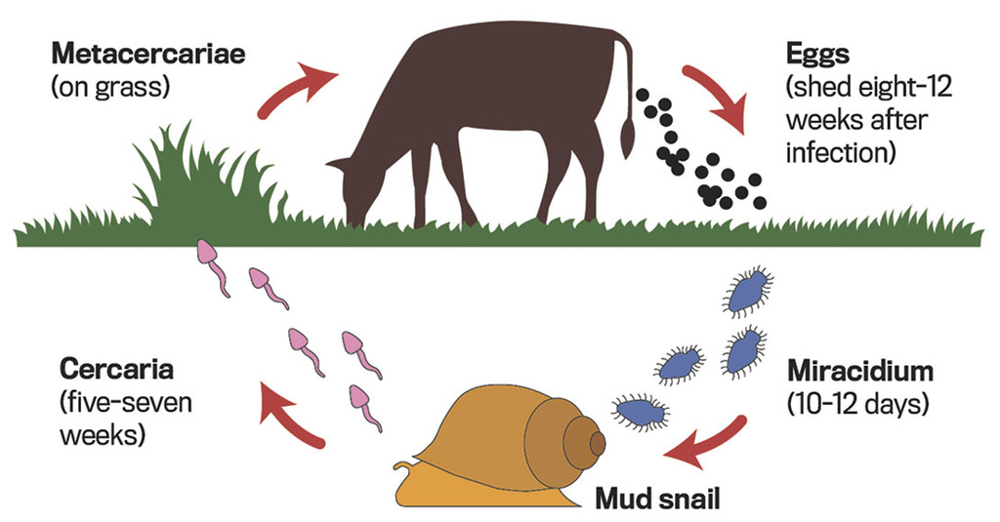 Metacercariae
(on grass)
Eggs
(shed eight-12
weeks after
infection)
Cercaria
(five-seven
weeks)
Miracidium
(10-12 days)
Mud snail